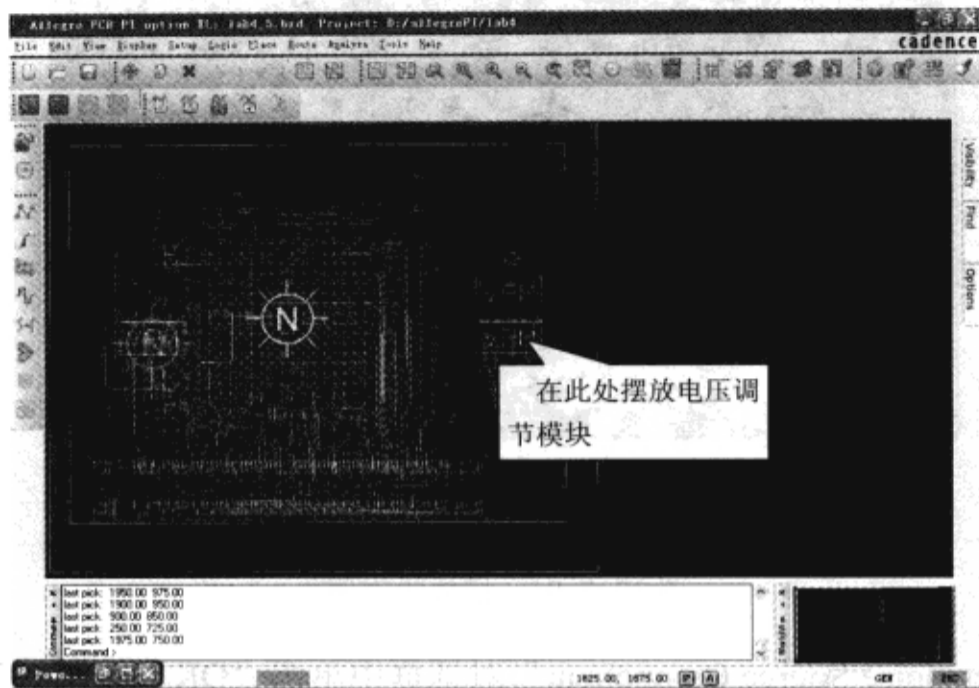 Allegro PCB PI option XL: lab4_5.brd Project: D:/allegroPI/lab4
File Edit View Display Setup Logic Place Route Analyze Tools Help
cadence
Visibility
Find
Options
N
在此处摆放电压调
节模块
last pick: 1950.00 975.00
last pick: 1900.00 950.00
last pick: 900.00 850.00
last pick: 250.00 725.00
last pick: 1975.00 750.00
Command >
Command
Powe...
1625.00, 1675.00
P
A